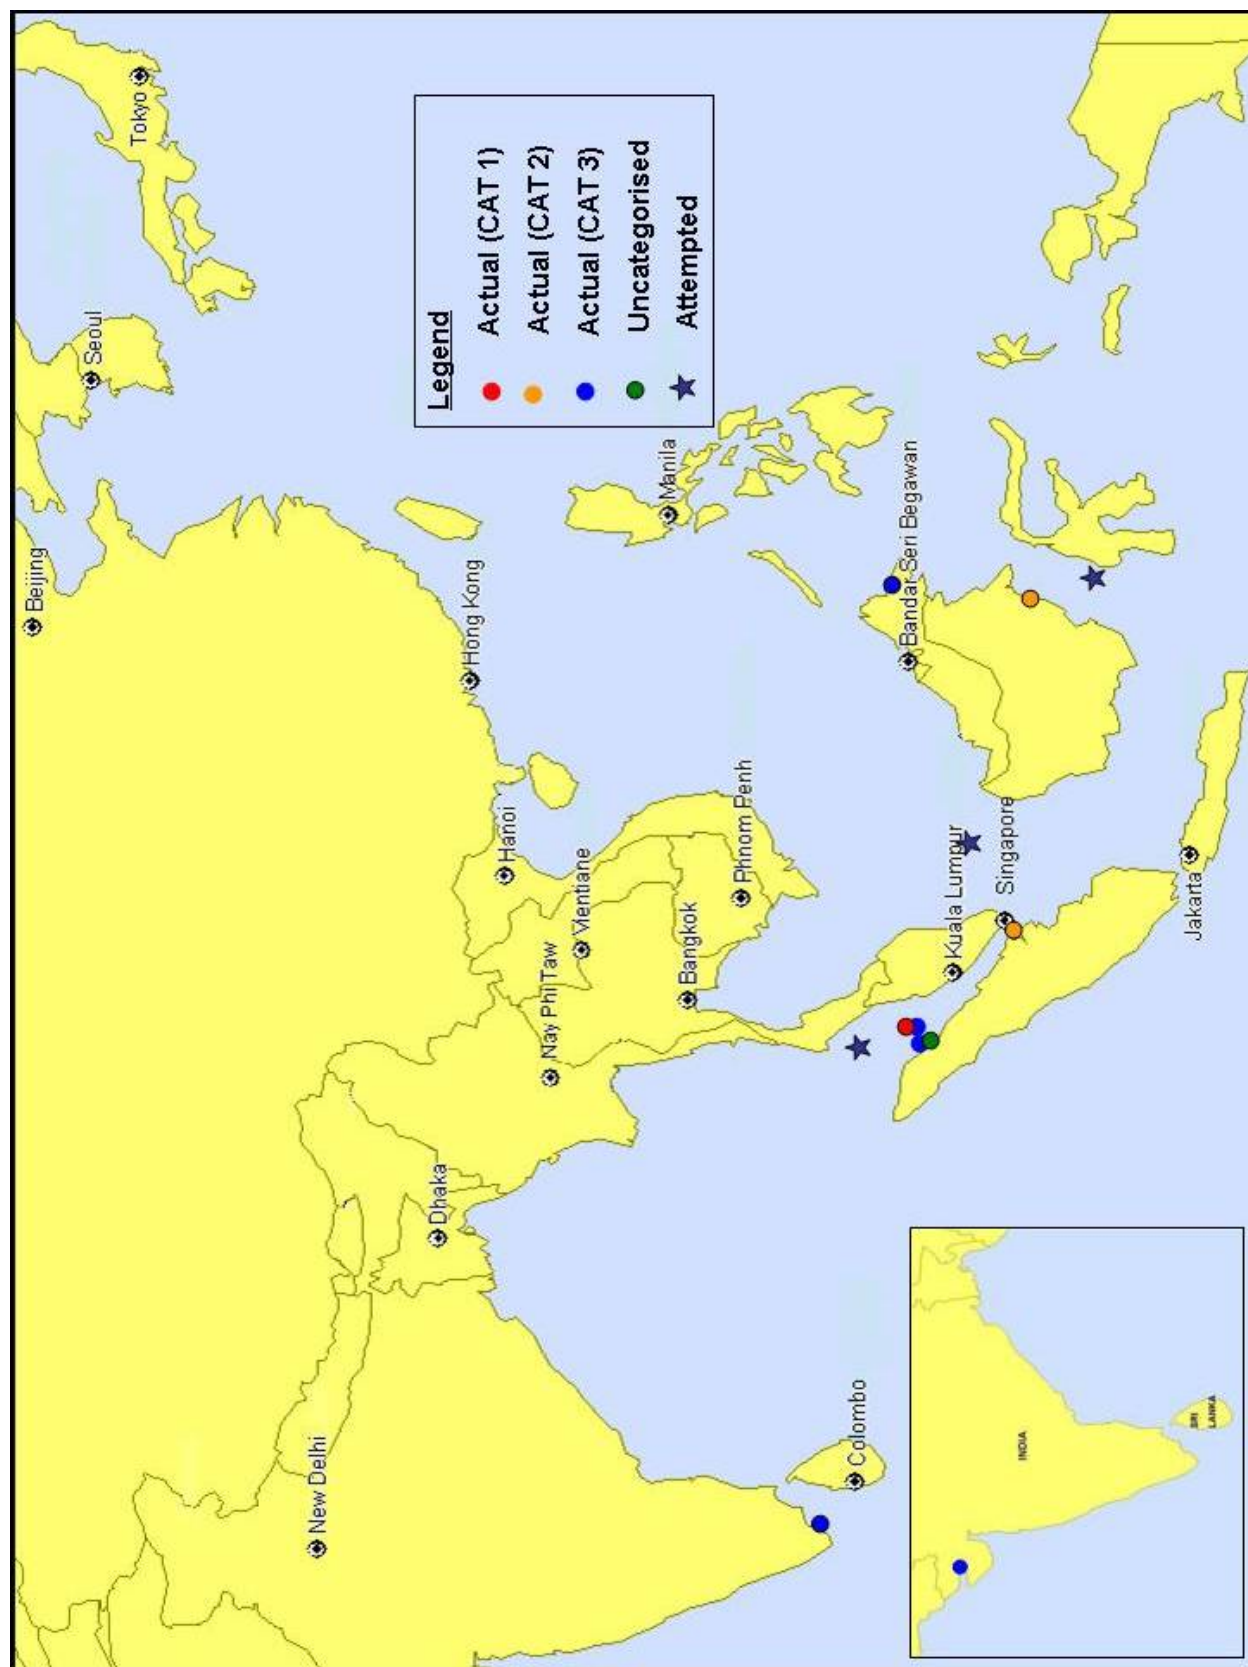 Beijing
Seoul
Tokyo
New Delhi
Dhaka
Nay Phi Taw
Hanoi
Hong Kong
Vientiane
Bangkok
Phnom Penh
Manila
Colombo
Kuala Lumpur
Singapore
Bandar Seri Begawan
Jakarta
Legend
Actual (CAT 1)
Actual (CAT 2)
Actual (CAT 3)
Uncategorised
Attempted
INDIA
SRI
LANKA